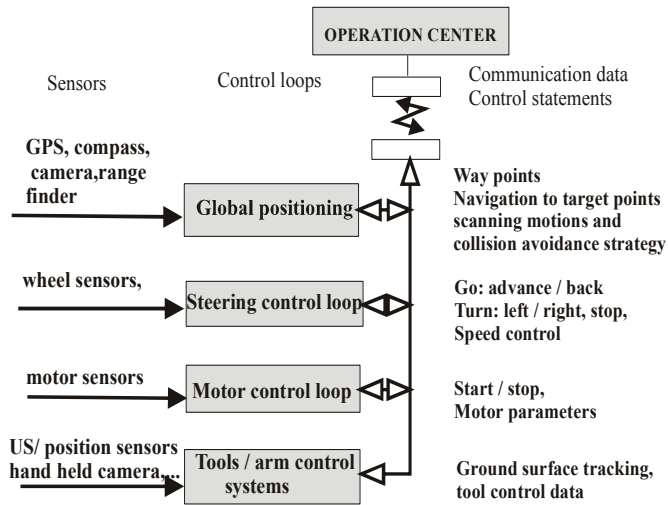 OPERATION CENTER
Sensors
Control loops
Communication data
Control statements
GPS, compass,
camera,range
finder
Global positioning
Way points
Navigation to target points
scanning motions and
collision avoidance strategy
wheel sensors,
Steering control loop
Go: advance / back
Turn: left / right, stop,
Speed control
motor sensors
Motor control loop
Start / stop,
Motor parameters
US/ position sensors
hand held camera,...
Tools / arm control
systems
Ground surface tracking,
tool control data